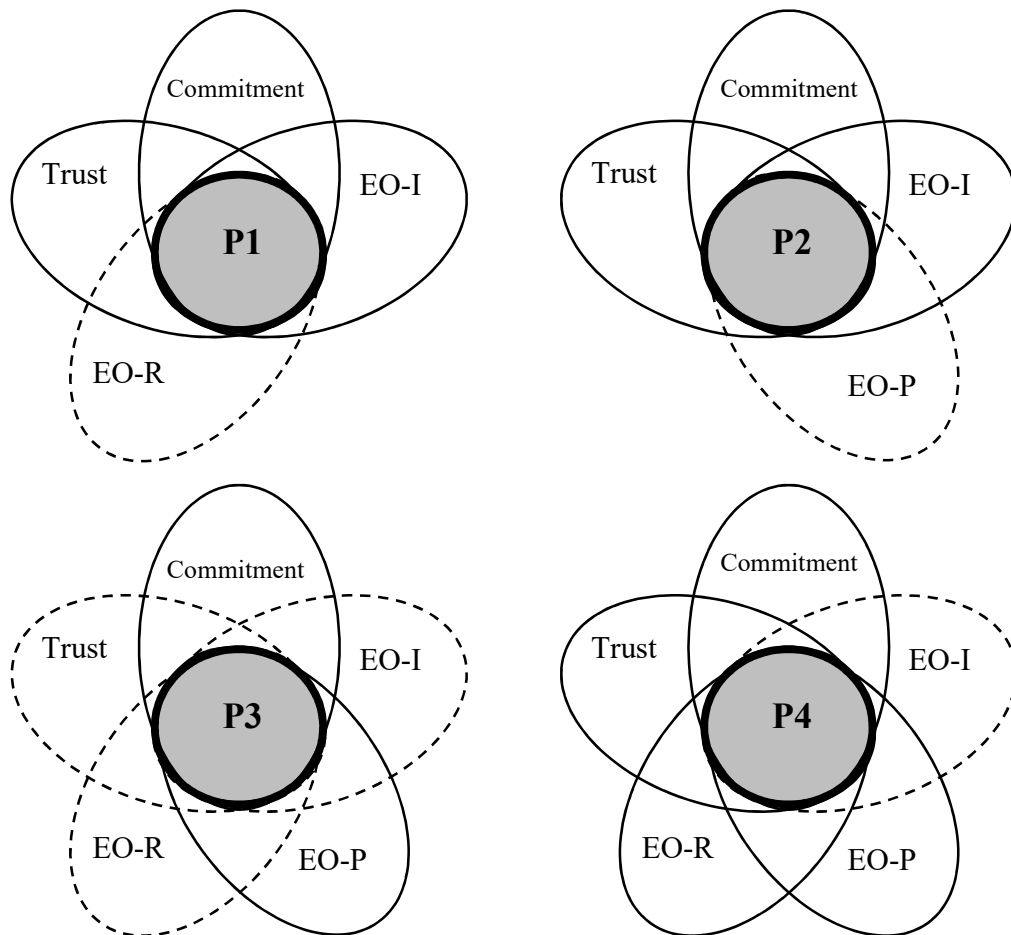 Commitment
Trust
EO-I
P1
EO-R
Commitment
Trust
EO-I
P2
EO-P
Commitment
Trust
EO-I
P3
EO-R
EO-P
Commitment
Trust
EO-I
P4
EO-R
EO-P